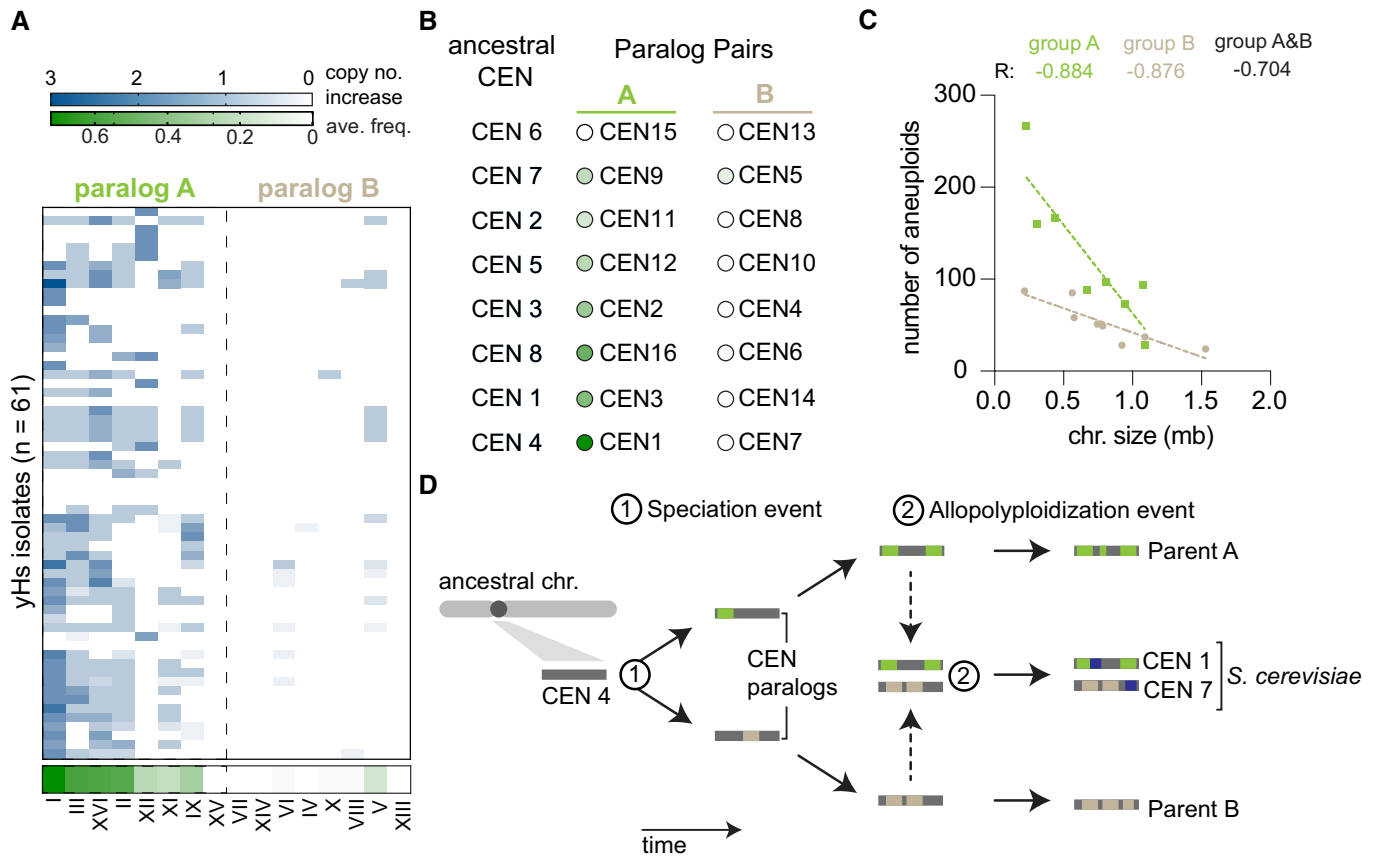 A
3 2 1 0 copy no.
increase
0.6 0.4 0.2 0 ave. freq.
paralog A paralog B
yHs isolates (n = 61)
I III XVI II XII XI IX XV VII XIV VI IV X VIII V XIII
B
ancestral CEN Paralog Pairs
A B
CEN 6 CEN15 CEN13
CEN 7 CEN9 CEN5
CEN 2 CEN11 CEN8
CEN 5 CEN12 CEN10
CEN 3 CEN2 CEN4
CEN 8 CEN16 CEN6
CEN 1 CEN3 CEN14
CEN 4 CEN1 CEN7
C
group A group B group A&B
R: -0.884 -0.876 -0.704
number of aneuploids
300
200
100
0
0.0 0.5 1.0 1.5 2.0
chr. size (mb)
D
1 Speciation event 2 Allopolyploidization event
ancestral chr.
CEN 4
1
CEN
paralogs
2
Parent A
CEN 1
CEN 7
S. cerevisiae
Parent B
time